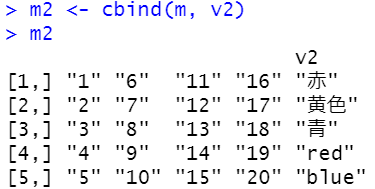 > m2 <- cbind(m, v2)
> m2
                         v2
[1,] "1" "6"  "11" "16" "赤"
[2,] "2" "7"  "12" "17" "黄色"
[3,] "3" "8"  "13" "18" "青"
[4,] "4" "9"  "14" "19" "red"
[5,] "5" "10" "15" "20" "blue"